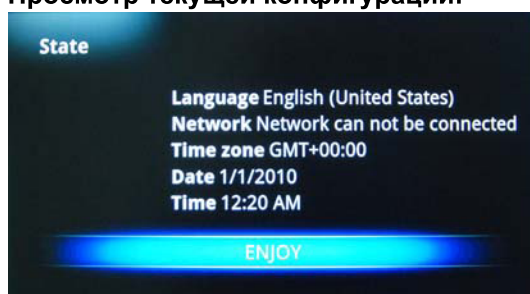 Просмотр текущей конфигурации:
State
Language English (United States)
Network Network can not be connected
Time zone GMT+00:00
Date 1/1/2010
Time 12:20 AM
ENJOY